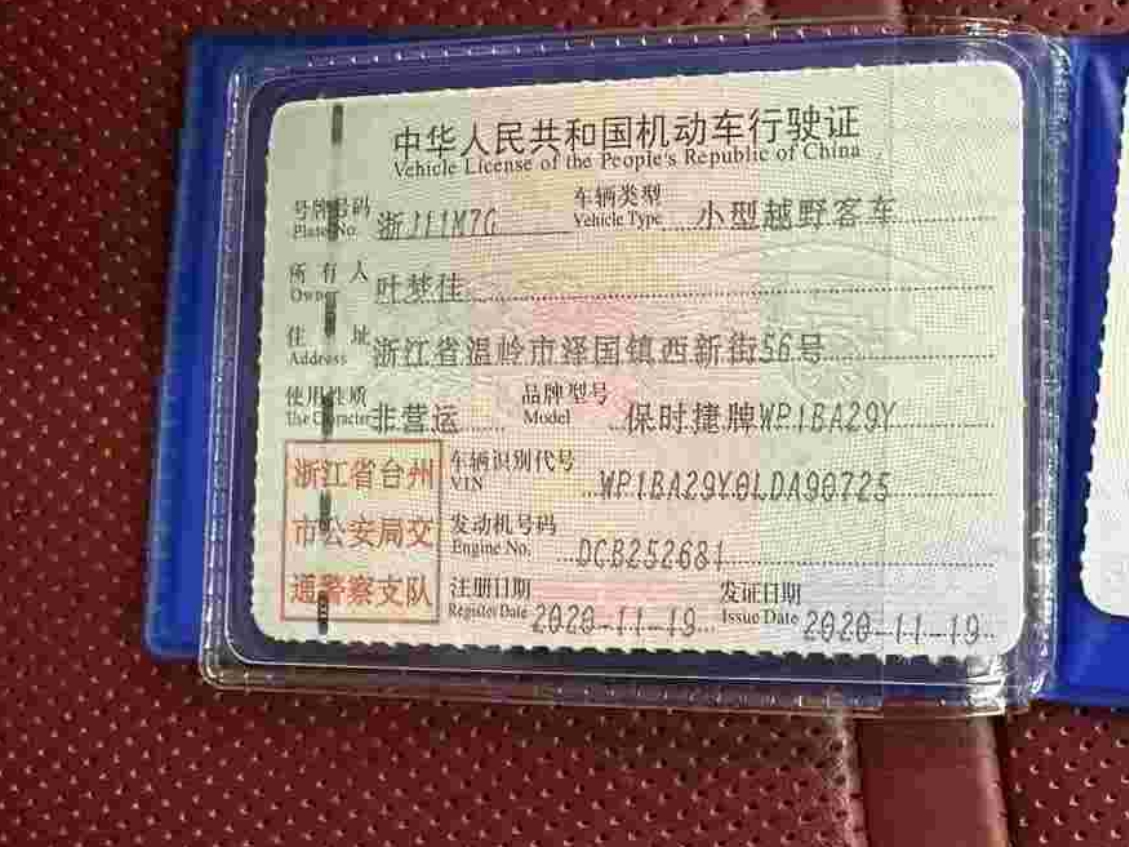 中华人民共和国机动车行驶证
Vehicle License of the People's Republic of China
号牌号码 浙J11M7G 车辆类型 小型越野客车
Plate No. Vehicle Type
所有人 叶梦佳
Owner
住址 浙江省温岭市泽国镇西新街56号
Address
使用性质 非营运 品牌型号 保时捷牌WP1BA29Y
Use Character Model
浙江省台州
市公安局交
通警察支队
车辆识别代号 WP1BA29Y0LDA90725
VIN
发动机号码 DCB252681
Engine No.
注册日期 2020-11-19 发证日期 2020-11-19
Register Date Issue Date